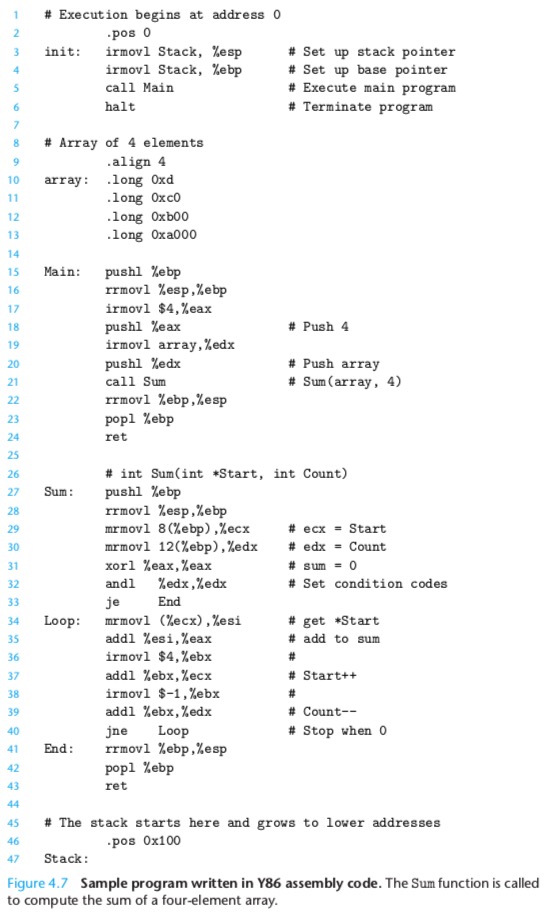 1 # Execution begins at address 0
2 .pos 0
3 init: irmovl Stack, %esp # Set up stack pointer
4 irmovl Stack, %ebp # Set up base pointer
5 call Main # Execute main program
6 halt # Terminate program
7
8 # Array of 4 elements
9 .align 4
10 array: .long 0xd
11 .long 0xc0
12 .long 0xb00
13 .long 0xa000
14
15 Main: pushl %ebp
16 rrmovl %esp,%ebp
17 irmovl $4,%eax
18 pushl %eax # Push 4
19 irmovl array,%edx
20 pushl %edx # Push array
21 call Sum # Sum(array, 4)
22 rrmovl %ebp,%esp
23 popl %ebp
24 ret
25
26 # int Sum(int *Start, int Count)
27 Sum: pushl %ebp
28 rrmovl %esp,%ebp
29 mrmovl 8(%ebp),%ecx # ecx = Start
30 mrmovl 12(%ebp),%edx # edx = Count
31 xorl %eax,%eax # sum = 0
32 andl %edx,%edx # Set condition codes
33 je End
34 Loop: mrmovl (%ecx),%esi # get *Start
35 addl %esi,%eax # add to sum
36 irmovl $4,%ebx #
37 addl %ebx,%ecx # Start++
38 irmovl $-1,%ebx #
39 addl %ebx,%edx # Count--
40 jne Loop # Stop when 0
41 End: rrmovl %ebp,%esp
42 popl %ebp
43 ret
44
45 # The stack starts here and grows to lower addresses
46 .pos 0x100
47 Stack:
Figure 4.7 Sample program written in Y86 assembly code. The Sum function is called
to compute the sum of a four-element array.